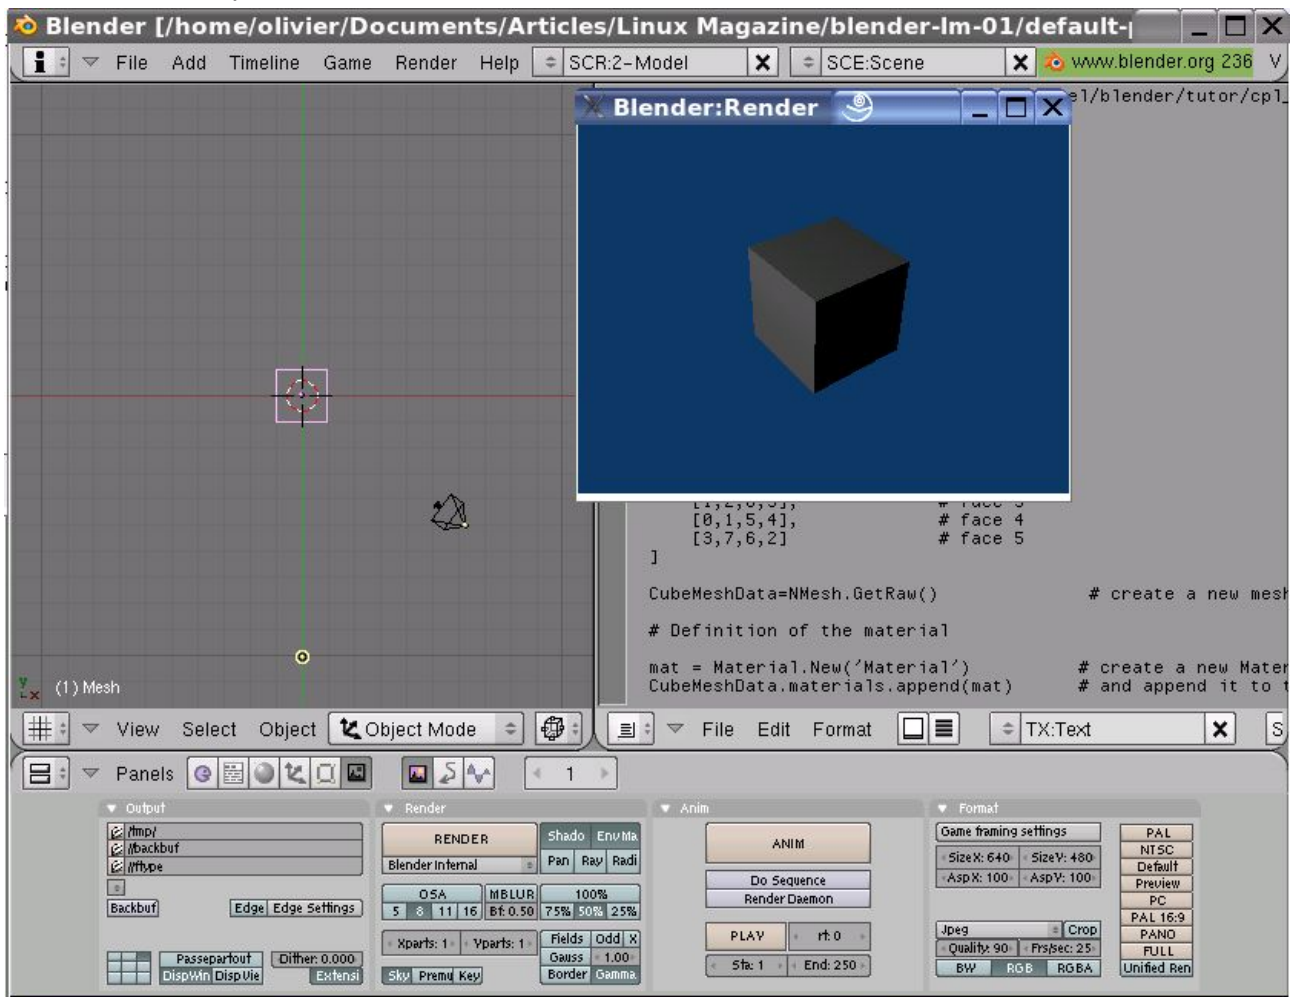 Blender [/home/olivier/Documents/Articles/Linux Magazine/blender-lm-01/default-
File Add Timeline Game Render Help SCR:2-Model SCE:Scene www.blender.org 236
Blender:Render
/blender/tutor/cpl_
[0,1,5,4], # face 4
[3,7,6,2] # face 5
]
CubeMeshData=NMesh.GetRaw() # create a new mesh
# Definition of the material
mat = Material.New('Material') # create a new Mater
CubeMeshData.materials.append(mat) # and append it to t
y x (1) Mesh
View Select Object Object Mode
File Edit Format TX:Text
Panels 1
Output
/tmp/
//backbuf
//ftype
Backbuf Edge Edge Settings
Passepartout Dither: 0.000
DispWin DispVie Extensi
Render
RENDER Shado EnvMa
Blender Internal Pan Ray Radi
OSA MBLUR 100%
5 8 11 16 Bf: 0.50 75% 50% 25%
Xparts: 1 Yparts: 1 Fields Odd X
Gauss 1.00
Sky Premu Key Border Gamma
Anim
ANIM
Do Sequence
Render Daemon
PLAY rt: 0
Sta: 1 End: 250
Format
Game framing settings
SizeX: 640 SizeY: 480
AspX: 100 AspY: 100
Jpeg Crop
Quality: 90 Frs/sec: 25
BW RGB RGBA
PAL
NTSC
Default
Preview
PC
PAL 16:9
PANO
FULL
Unified Ren